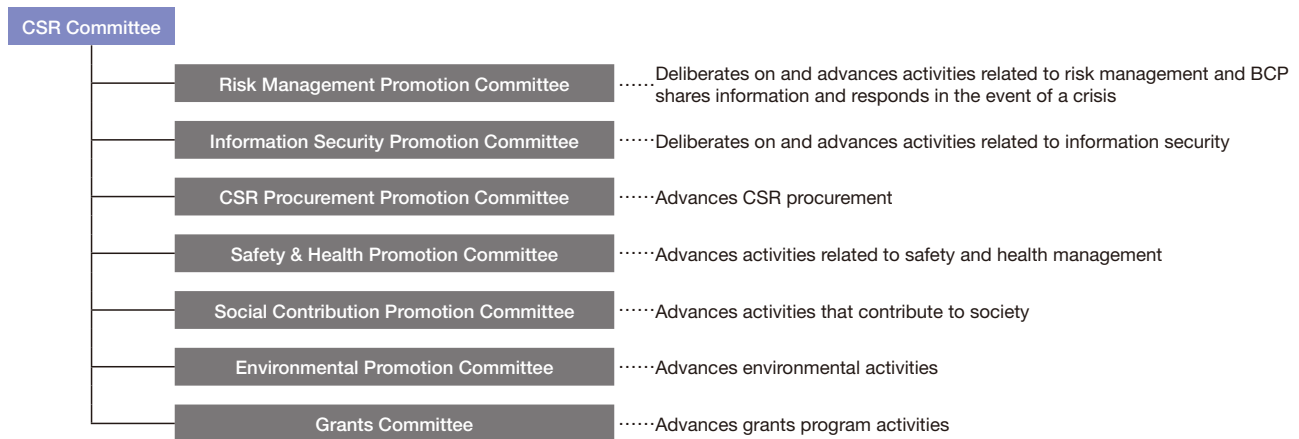 CSR Committee
Risk Management Promotion Committee ······Deliberates on and advances activities related to risk management and BCP
shares information and responds in the event of a crisis
Information Security Promotion Committee ······Deliberates on and advances activities related to information security
CSR Procurement Promotion Committee ······Advances CSR procurement
Safety & Health Promotion Committee ······Advances activities related to safety and health management
Social Contribution Promotion Committee ······Advances activities that contribute to society
Environmental Promotion Committee ······Advances environmental activities
Grants Committee ······Advances grants program activities